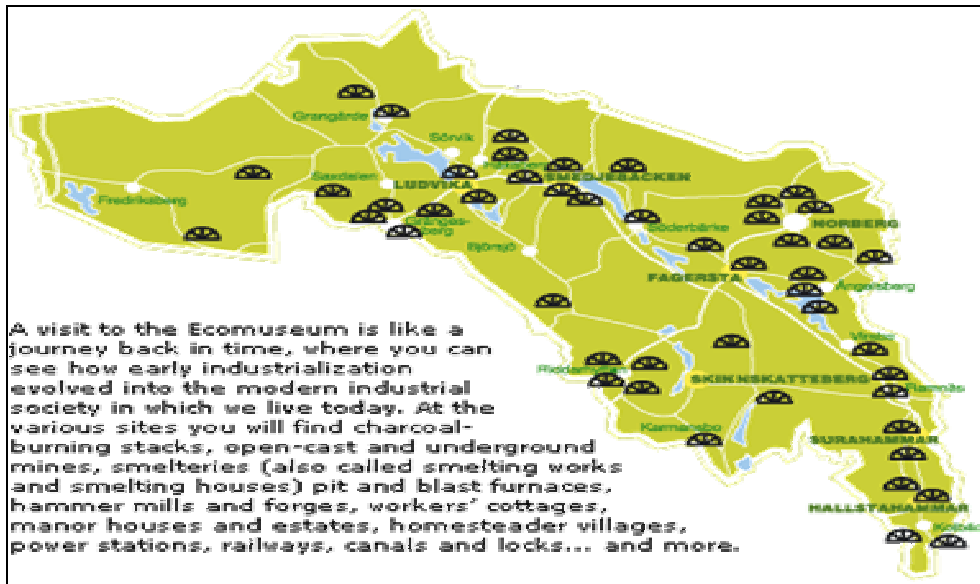 Grangärde
Sörvik
Saxdalen
LUDVIKA
SMEDJEBACKEN
Fredriksberg
Gränges-
berg
Söderbärke
NORBERG
Björsjö
FAGERSTA
Ängelsberg
Virsbo
SKINNSKATTEBERG
Ramnäs
Karmansbo
SURAHAMMAR
HALLSTAHAMMAR
A visit to the Ecomuseum is like a
journey back in time, where you can
see how early industrialization
evolved into the modern industrial
society in which we live today. At the
various sites you will find charcoal-
burning stacks, open-cast and underground
mines, smelteries (also called smelting works
and smelting houses) pit and blast furnaces,
hammer mills and forges, workers' cottages,
manor houses and estates, homesteader villages,
power stations, railways, canals and locks... and more.